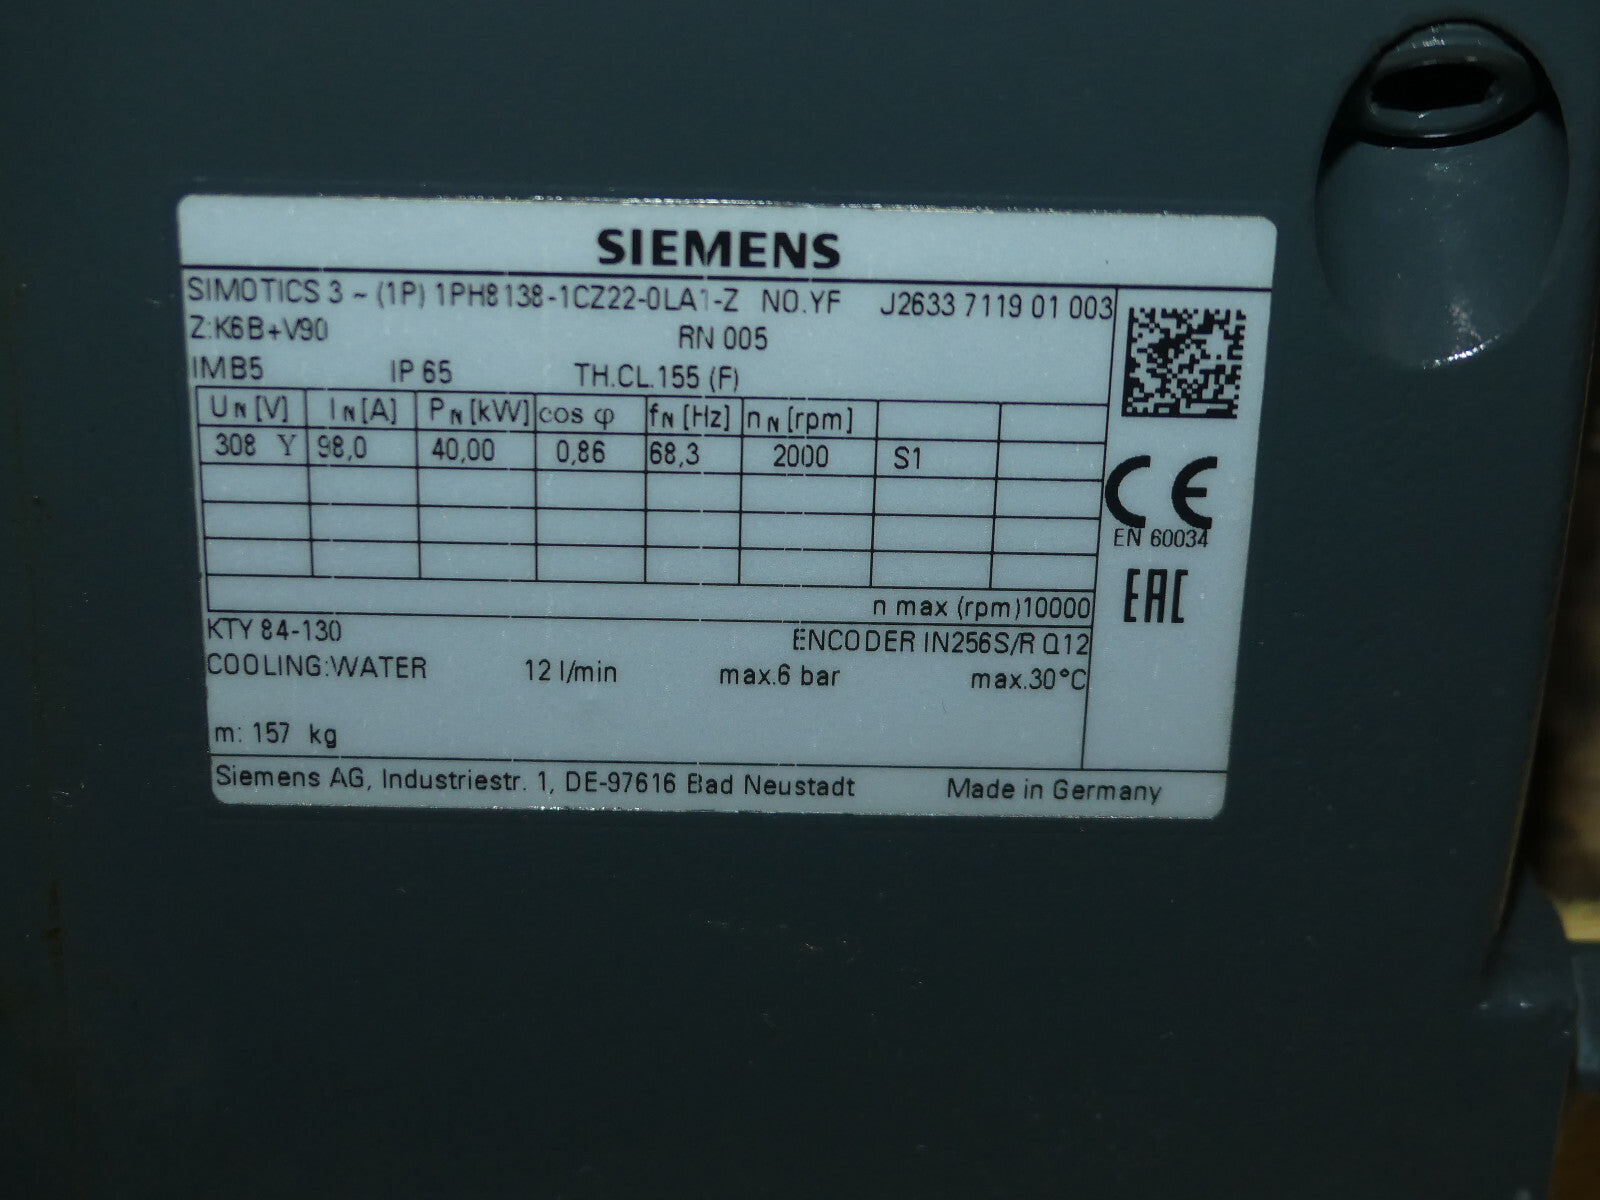 SIEMENS
SIMOTICS 3 ~ (1P) 1PH8138-1CZ22-0LA1-Z NO.YF J2633 7119 01 003
Z:K6B+V90 RN 005
IMB5 IP 65 TH.CL.155 (F)
UN [V] IN [A] PN [kW] cos φ fN [Hz] nN [rpm]
308 Y 98,0 40,00 0,86 68,3 2000 S1
CE
EN 60034
EAC
n max (rpm)10000
KTY 84-130 ENCODER IN256S/R Q12
COOLING:WATER 12 l/min max.6 bar max.30°C
m: 157 kg
Siemens AG, Industriestr. 1, DE-97616 Bad Neustadt Made in Germany